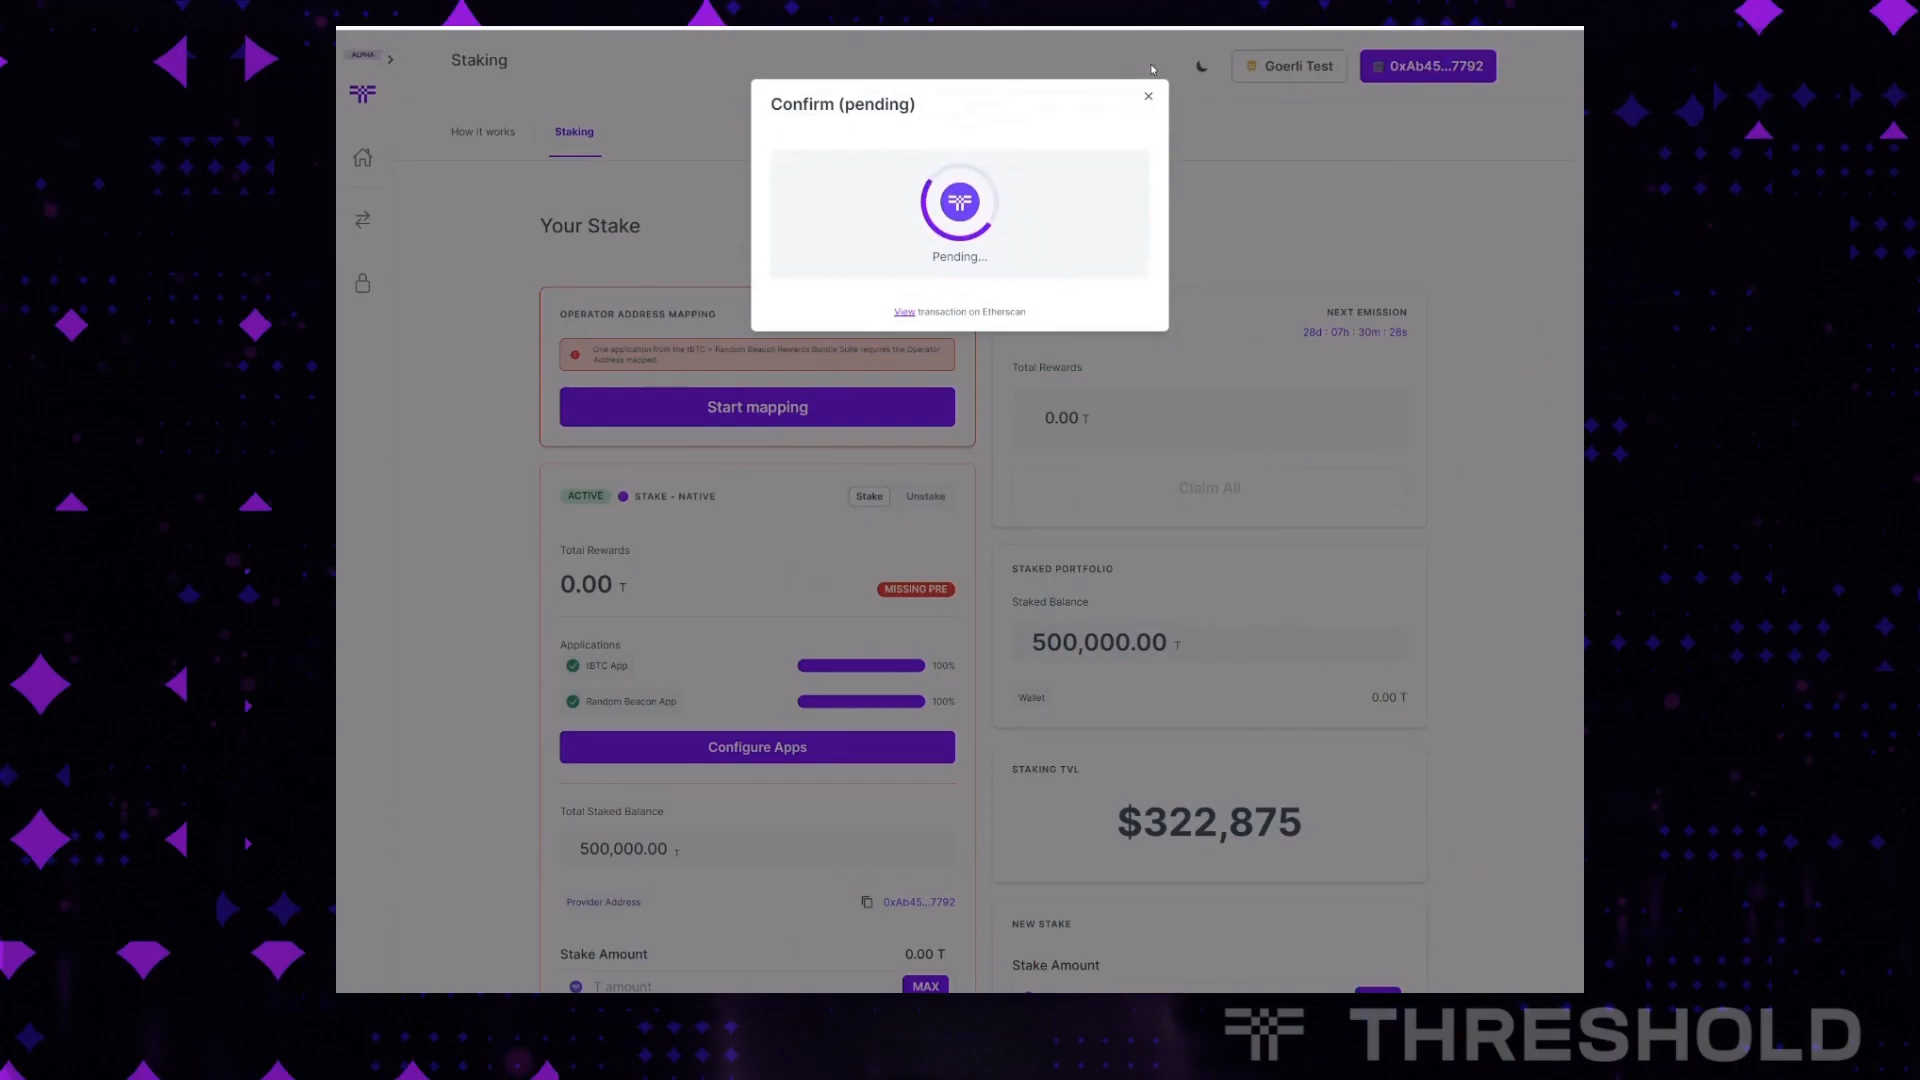 ALPHA
Staking
Goerli Test
0xAb45...7792
Confirm (pending)
How it works
Staking
Pending...
View transaction on Etherscan
Your Stake
OPERATOR ADDRESS MAPPING
One application from the tBTC + Random Beacon Rewards Bundle Suite requires the Operator
Address mapped.
Start mapping
NEXT EMISSION
28d : 07h : 30m : 28s
Total Rewards
0.00 T
Claim All
ACTIVE
STAKE - NATIVE
Stake
Unstake
Total Rewards
0.00 T
MISSING PRE
Applications
tBTC App
100%
Random Beacon App
100%
Configure Apps
Total Staked Balance
500,000.00 T
Provider Address
0xAb45...7792
Stake Amount
0.00 T
T amount
MAX
STAKED PORTFOLIO
Staked Balance
500,000.00 T
Wallet
0.00 T
STAKING TVL
$322,875
NEW STAKE
Stake Amount
THRESHOLD